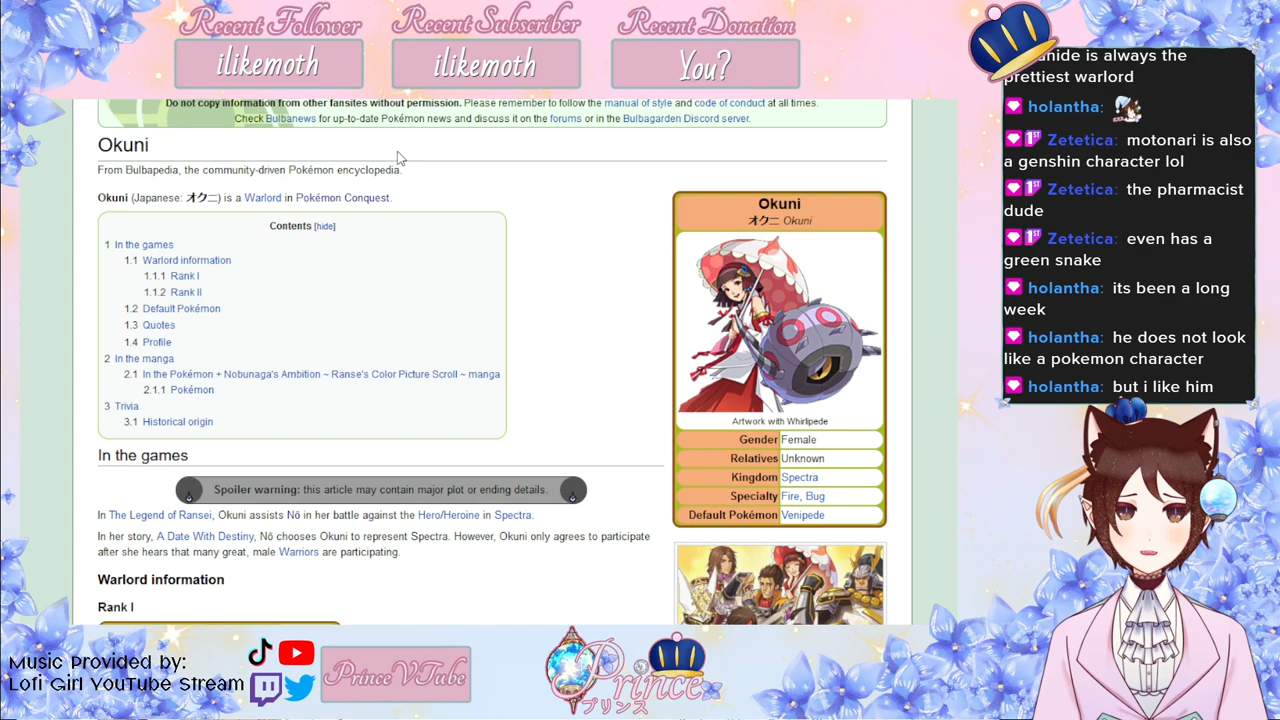 Recent Follower
ilikemoth
Recent Subscriber
ilikemoth
Recent Donation
You?
Do not copy information from other fansites without permission. Please remember to follow the manual of style and code of conduct at all times.
Check Bulbanews for up-to-date Pokémon news and discuss it on the forums or in the Bulbagarden Discord server.
Okuni
From Bulbapedia, the community-driven Pokémon encyclopedia.
Okuni (Japanese: オクニ) is a Warlord in Pokémon Conquest.
Contents [hide]
1 In the games
1.1 Warlord information
1.1.1 Rank I
1.1.2 Rank II
1.2 Default Pokémon
1.3 Quotes
1.4 Profile
2 In the manga
2.1 In the Pokémon + Nobunaga's Ambition ~ Ranse's Color Picture Scroll ~ manga
2.1.1 Pokémon
3 Trivia
3.1 Historical origin
In the games
Spoiler warning: this article may contain major plot or ending details.
In The Legend of Ransei, Okuni assists Nō in her battle against the Hero/Heroine in Spectra.
In her story, A Date With Destiny, Nō chooses Okuni to represent Spectra. However, Okuni only agrees to participate
after she hears that many great, male Warriors are participating.
Warlord information
Rank I
Okuni
オクニ Okuni
Artwork with Whirlipede
Gender Female
Relatives Unknown
Kingdom Spectra
Specialty Fire, Bug
Default Pokémon Venipede
is always the
prettiest warlord
holantha:
Zetetica: motonari is also
a genshin character lol
Zetetica: the pharmacist
dude
Zetetica: even has a
green snake
holantha: its been a long
week
holantha: he does not look
like a pokemon character
holantha: but i like him
Music Provided by:
Lofi Girl YouTube Stream
PrinceVTube
Prince
プリンス